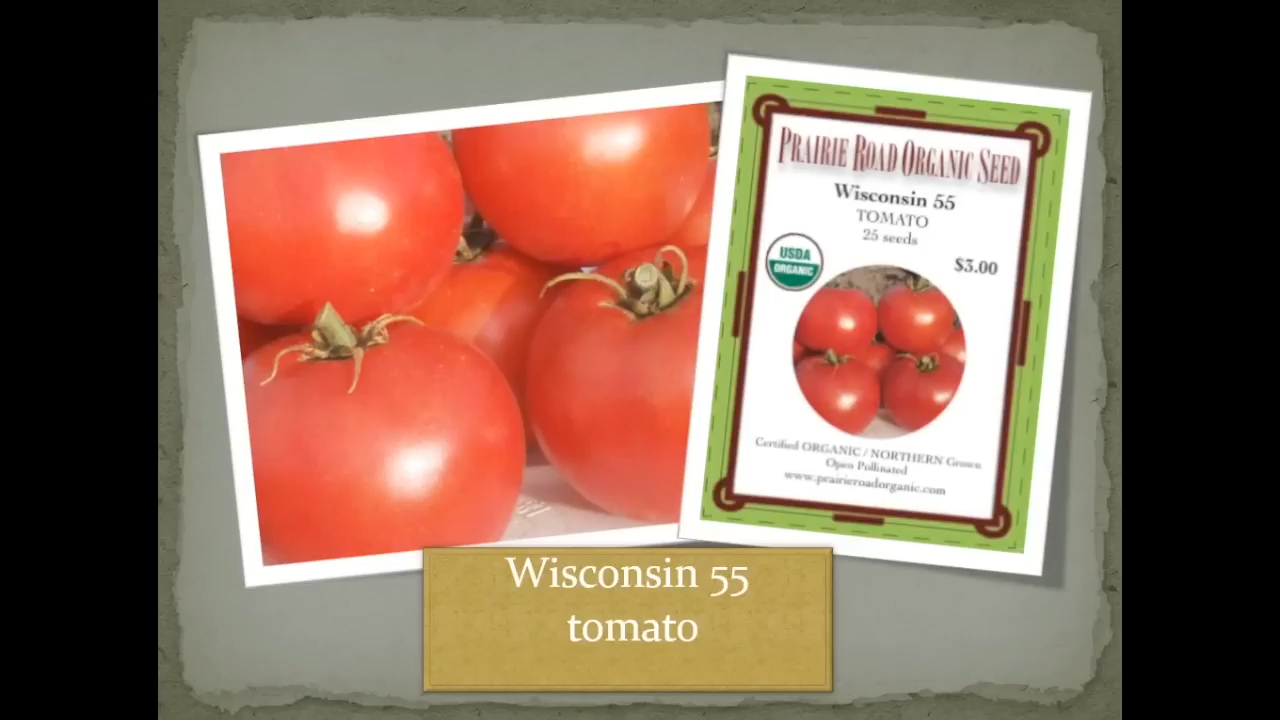 PRAIRIE ROAD ORGANIC SEED
Wisconsin 55
TOMATO
25 seeds
USDA
ORGANIC
$3.00
Certified ORGANIC / NORTHERN Grown
Open Pollinated
www.prairieroadorganic.com
Wisconsin 55
tomato